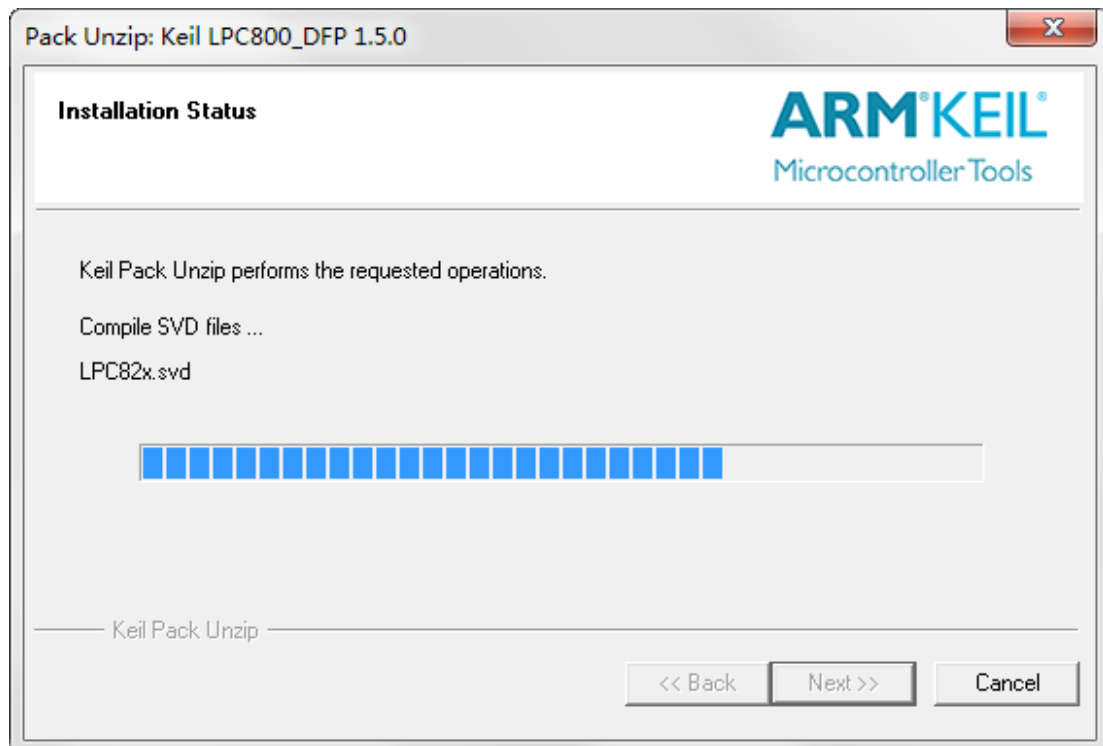 Pack Unzip: Keil LPC800_DFP 1.5.0
Installation Status
ARM®KEIL®
Microcontroller Tools
Keil Pack Unzip performs the requested operations.
Compile SVD files ...
LPC82x.svd
Keil Pack Unzip
<< Back Next >> Cancel